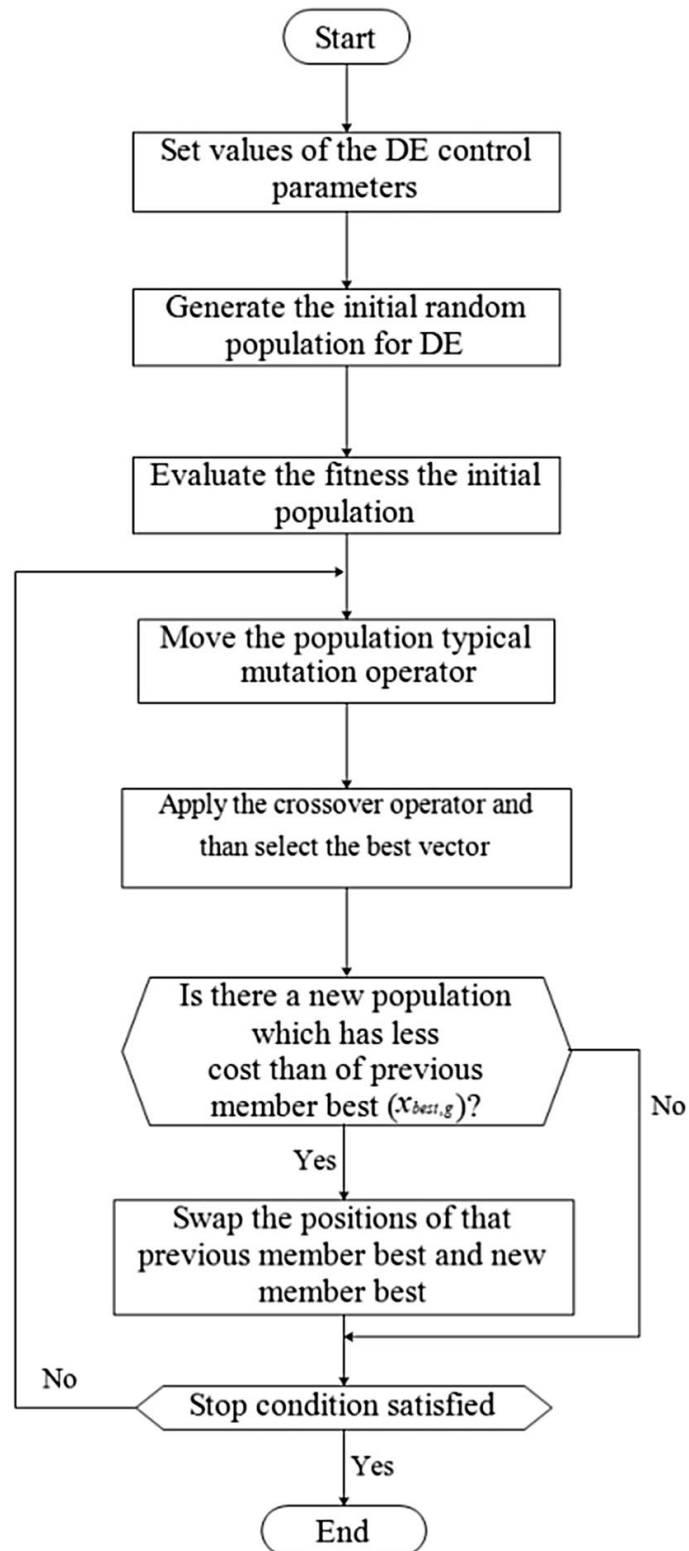 Start
Set values of the DE control
parameters
Generate the initial random
population for DE
Evaluate the fitness the initial
population
Move the population typical
mutation operator
Apply the crossover operator and
than select the best vector
Is there a new population
which has less
cost than of previous
member best (xbest,g)?
No
Yes
Swap the positions of that
previous member best and new
member best
No
Stop condition satisfied
Yes
End